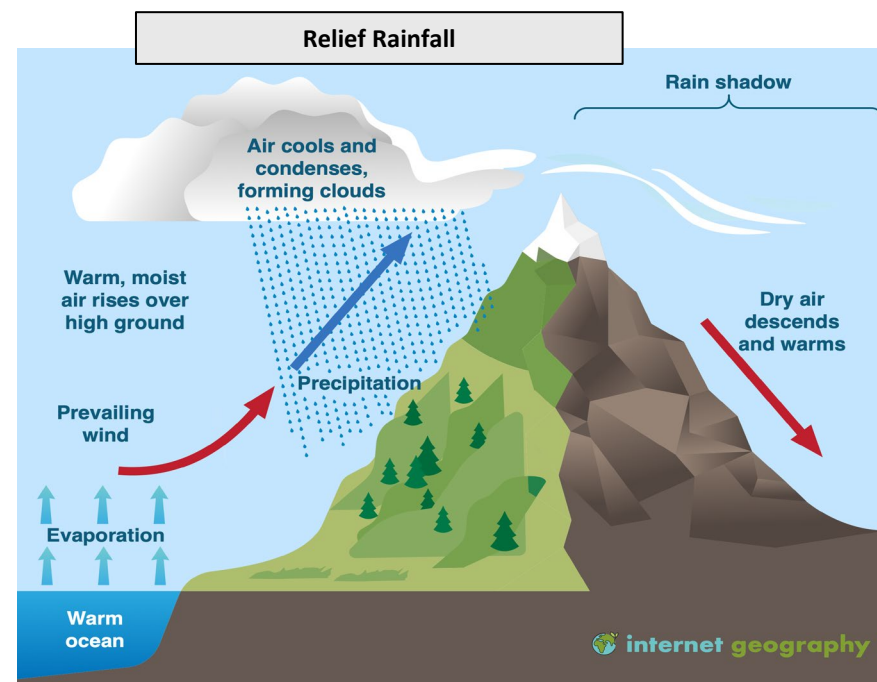 Relief Rainfall
Rain shadow
Air cools and
condenses,
forming clouds
Warm, moist
air rises over
high ground
Dry air
descends
and warms
Precipitation
Prevailing
wind
Evaporation
Warm
ocean
internet geography